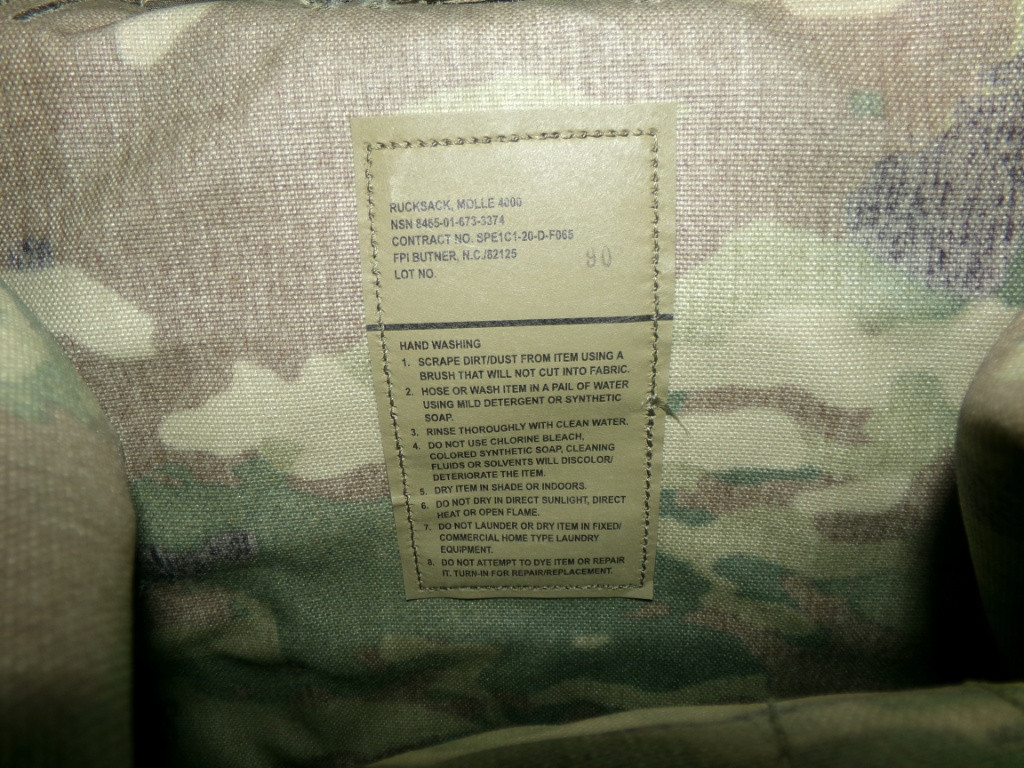 RUCKSACK, MOLLE 4000
NSN 8465-01-673-3374
CONTRACT NO. SPE1C1-20-D-F065
FPI BUTNER, N.C./62125
LOT NO. 90
HAND WASHING
1. SCRAPE DIRT/DUST FROM ITEM USING A
BRUSH THAT WILL NOT CUT INTO FABRIC.
2. HOSE OR WASH ITEM IN A PAIL OF WATER
USING MILD DETERGENT OR SYNTHETIC
SOAP.
3. RINSE THOROUGHLY WITH CLEAN WATER.
4. DO NOT USE CHLORINE BLEACH,
COLORED SYNTHETIC SOAP, CLEANING
FLUIDS OR SOLVENTS WILL DISCOLOR/
DETERIORATE THE ITEM.
5. DRY ITEM IN SHADE OR INDOORS.
6. DO NOT DRY IN DIRECT SUNLIGHT, DIRECT
HEAT OR OPEN FLAME.
7. DO NOT LAUNDER OR DRY ITEM IN FIXED/
COMMERCIAL HOME TYPE LAUNDRY
EQUIPMENT.
8. DO NOT ATTEMPT TO DYE ITEM OR REPAIR
IT. TURN-IN FOR REPAIR/REPLACEMENT.